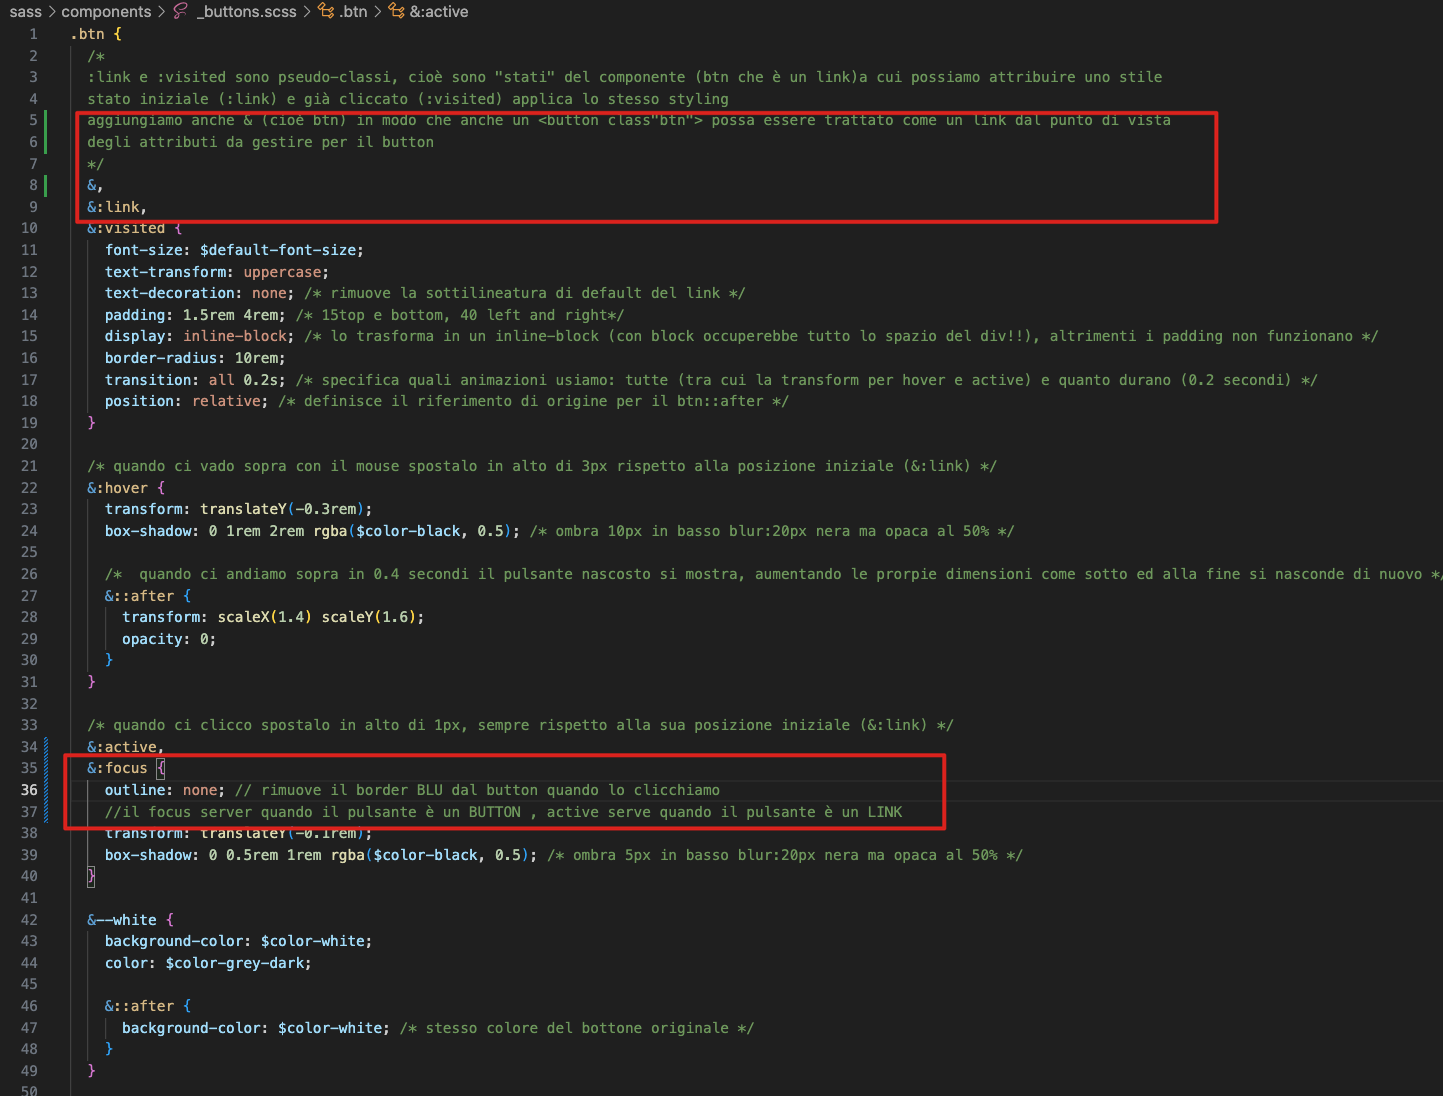 sass > components > _buttons.scss > .btn > &:active
1 .btn {
2 /*
3 :link e :visited sono pseudo-classi, cioè sono "stati" del componente (btn che è un link)a cui possiamo attribuire uno stile
4 stato iniziale (:link) e già cliccato (:visited) applica lo stesso styling
5 aggiungiamo anche & (cioè btn) in modo che anche un <button class"btn"> possa essere trattato come un link dal punto di vista
6 degli attributi da gestire per il button
7 */
8 &,
9 &:link,
10 &:visited {
11 font-size: $default-font-size;
12 text-transform: uppercase;
13 text-decoration: none; /* rimuove la sottilineatura di default del link */
14 padding: 1.5rem 4rem; /* 15top e bottom, 40 left and right*/
15 display: inline-block; /* lo trasforma in un inline-block (con block occuperebbe tutto lo spazio del div!!), altrimenti i padding non funzionano */
16 border-radius: 10rem;
17 transition: all 0.2s; /* specifica quali animazioni usiamo: tutte (tra cui la transform per hover e active) e quanto durano (0.2 secondi) */
18 position: relative; /* definisce il riferimento di origine per il btn::after */
19 }
20
21 /* quando ci vado sopra con il mouse spostalo in alto di 3px rispetto alla posizione iniziale (&:link) */
22 &:hover {
23 transform: translateY(-0.3rem);
24 box-shadow: 0 1rem 2rem rgba($color-black, 0.5); /* ombra 10px in basso blur:20px nera ma opaca al 50% */
25
26 /*  quando ci andiamo sopra in 0.4 secondi il pulsante nascosto si mostra, aumentando le prorpie dimensioni come sotto ed alla fine si nasconde di nuovo */
27 &::after {
28 transform: scaleX(1.4) scaleY(1.6);
29 opacity: 0;
30 }
31 }
32
33 /* quando ci clicco spostalo in alto di 1px, sempre rispetto alla sua posizione iniziale (&:link) */
34 &:active,
35 &:focus {
36 outline: none; // rimuove il border BLU dal button quando lo clicchiamo
37 //il focus server quando il pulsante è un BUTTON , active serve quando il pulsante è un LINK
38 transform: translateY(-0.1rem);
39 box-shadow: 0 0.5rem 1rem rgba($color-black, 0.5); /* ombra 5px in basso blur:20px nera ma opaca al 50% */
40 }
41
42 &--white {
43 background-color: $color-white;
44 color: $color-grey-dark;
45
46 &::after {
47 background-color: $color-white; /* stesso colore del bottone originale */
48 }
49 }
50